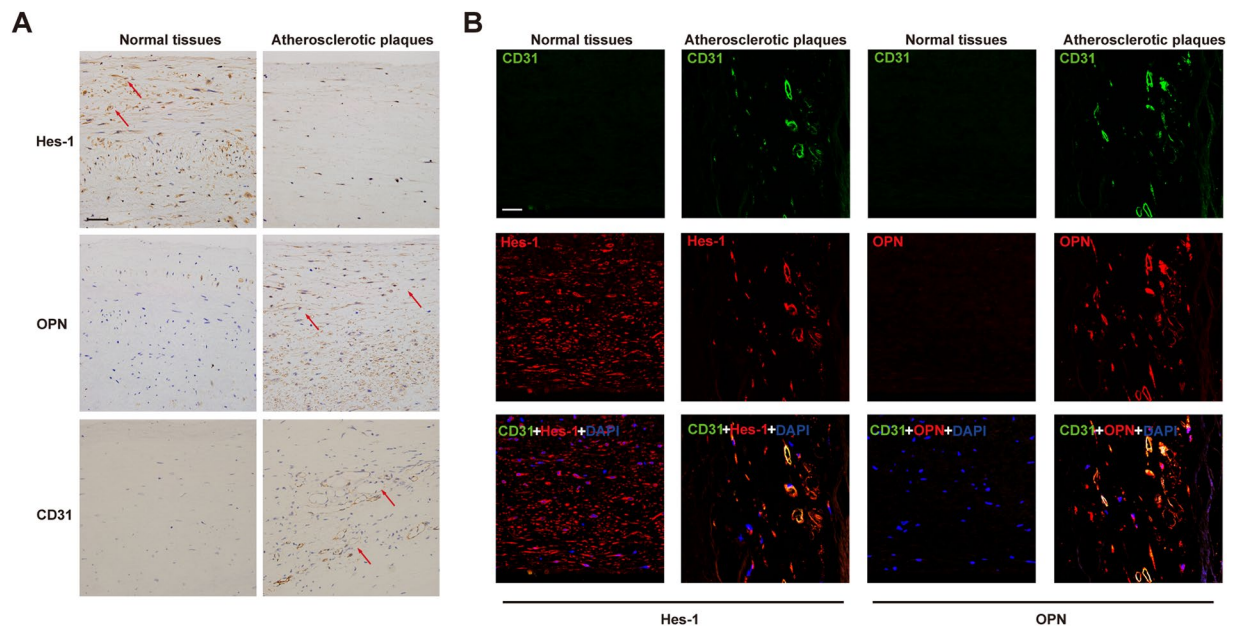 A
Normal tissues Atherosclerotic plaques
Hes-1
OPN
CD31
B
Normal tissues Atherosclerotic plaques Normal tissues Atherosclerotic plaques
CD31 CD31 CD31 CD31
Hes-1 Hes-1 OPN OPN
CD31+Hes-1+DAPI CD31+Hes-1+DAPI CD31+OPN+DAPI CD31+OPN+DAPI
Hes-1 OPN